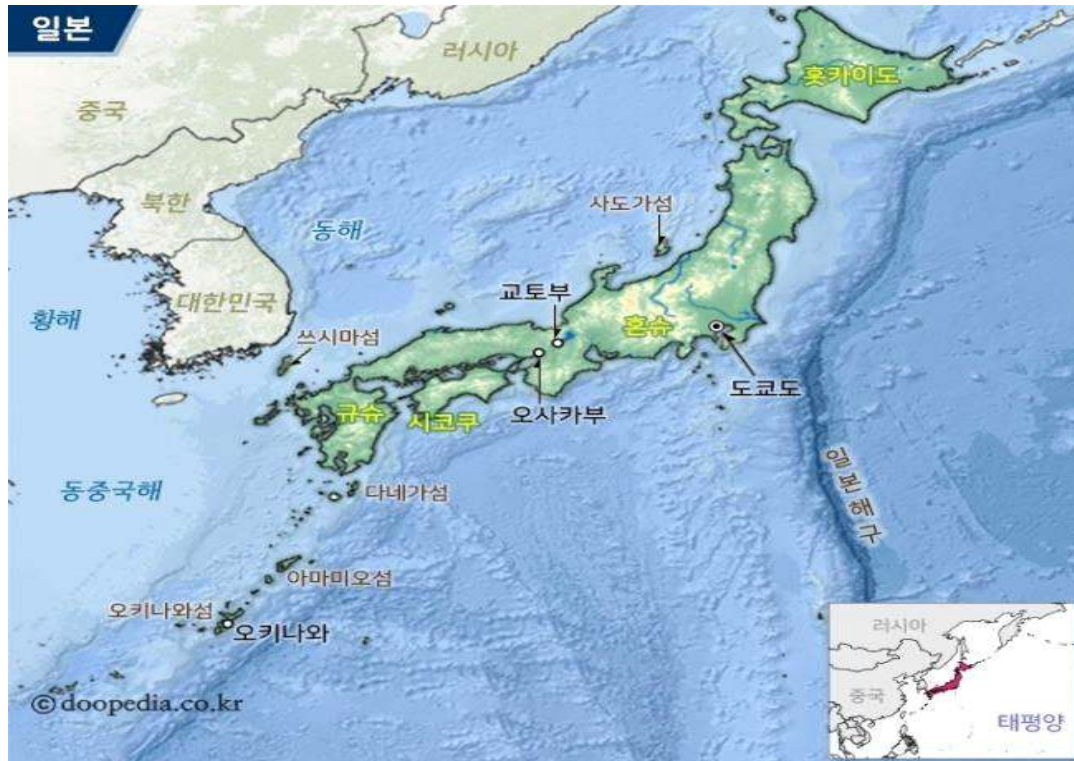 일본
러시아
중국
홋카이도
북한
사도가섬
동해
대한민국
교토부
황해
쓰시마섬
혼슈
도쿄도
큐슈
시코쿠
오사카부
일본해구
동중국해
다네가섬
아마미오섬
오키나와섬
오키나와
러시아
중국
태평양
ⓒdoopedia.co.kr